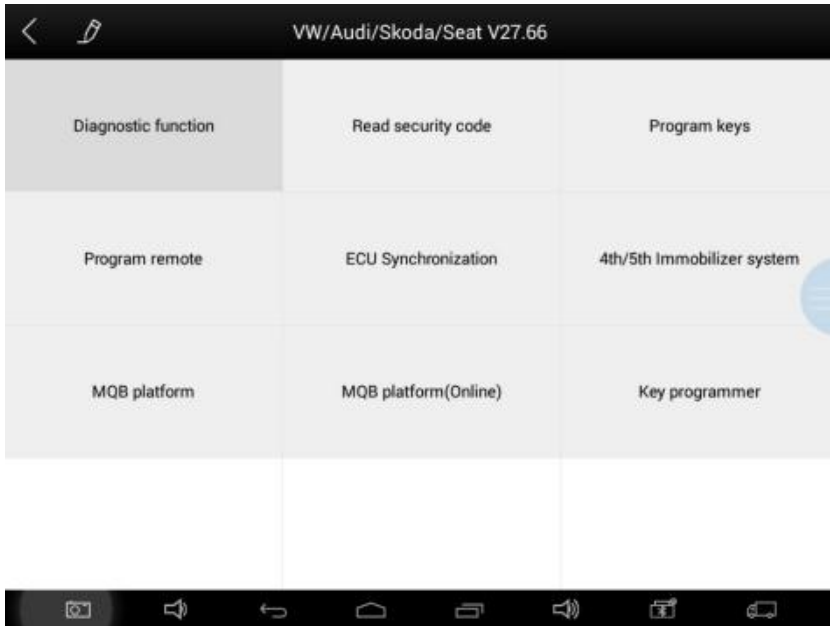 VW/Audi/Skoda/Seat V27.66
Diagnostic function
Read security code
Program keys
Program remote
ECU Synchronization
4th/5th Immobilizer system
MQB platform
MQB platform(Online)
Key programmer